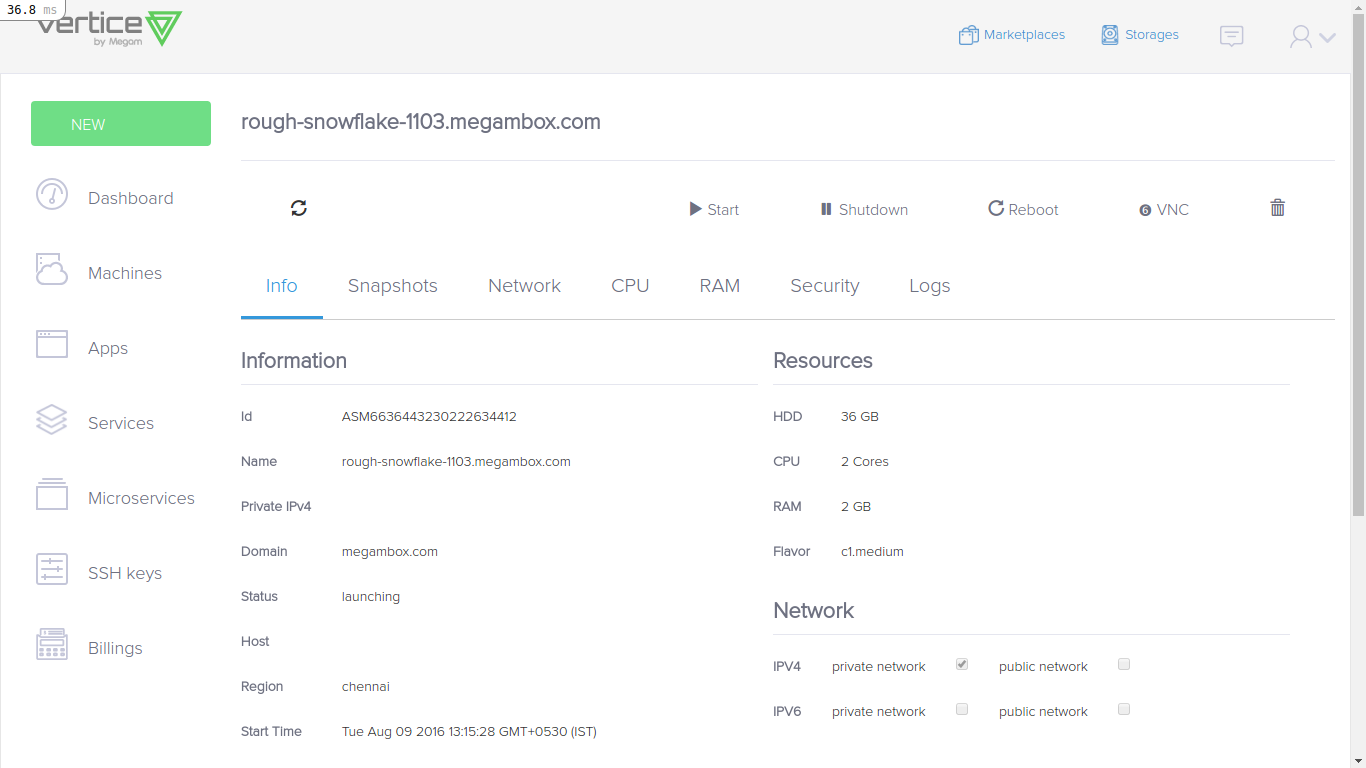 36.8 ms
vertice
by Megam
Marketplaces
Storages
NEW
rough-snowflake-1103.megambox.com
Dashboard
Machines
Apps
Services
Microservices
SSH keys
Billings
Start
Shutdown
Reboot
6 VNC
Info
Snapshots
Network
CPU
RAM
Security
Logs
Information
Id ASM6636443230222634412
Name rough-snowflake-1103.megambox.com
Private IPv4
Domain megambox.com
Status launching
Host
Region chennai
Start Time Tue Aug 09 2016 13:15:28 GMT+0530 (IST)
Resources
HDD 36 GB
CPU 2 Cores
RAM 2 GB
Flavor c1.medium
Network
IPV4 private network public network
IPV6 private network public network